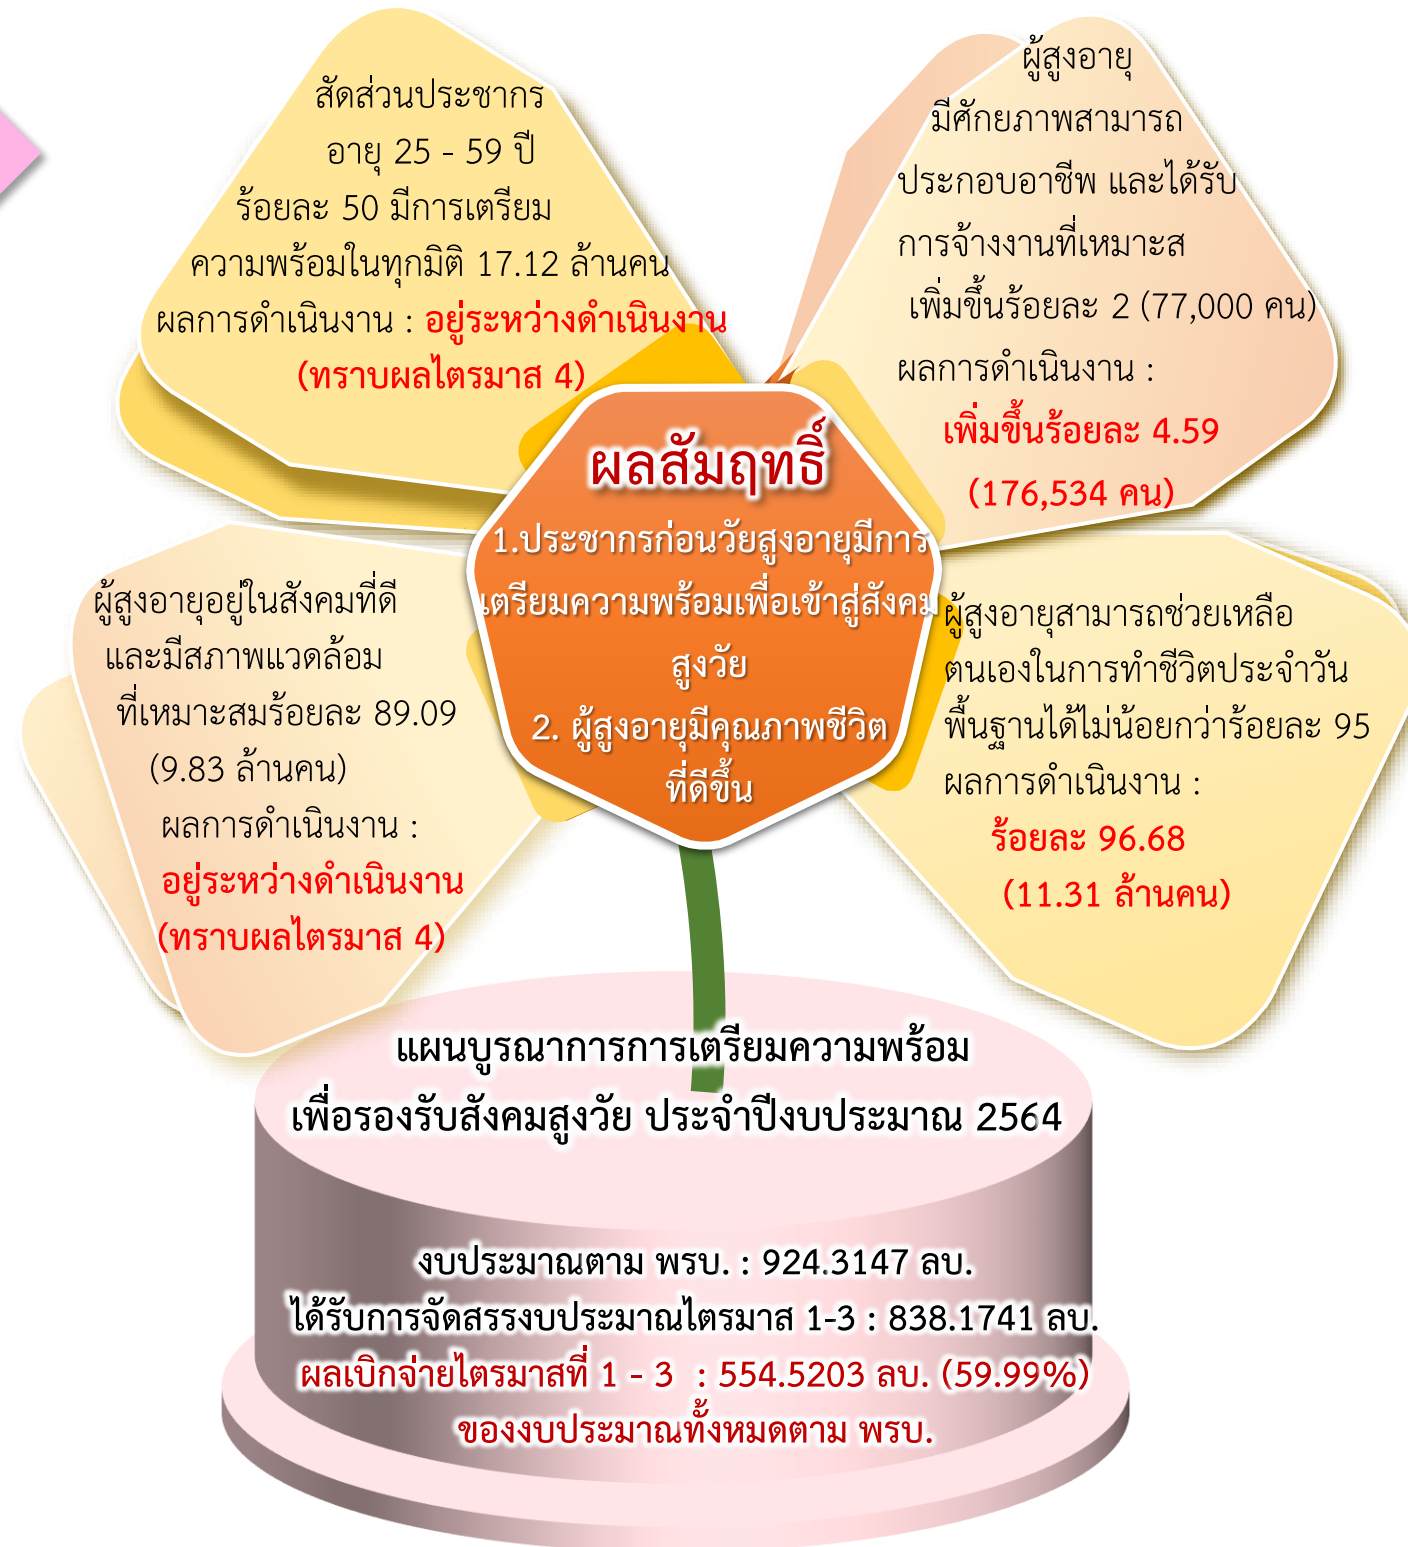 สัดส่วนประชากร
อายุ 25 - 59 ปี
ร้อยละ 50 มีการเตรียม
ความพร้อมในทุกมิติ 17.12 ล้านคน
ผลการดำเนินงาน : อยู่ระหว่างดำเนินงาน
(ทราบผลไตรมาส 4)
ผู้สูงอายุ
มีศักยภาพสามารถ
ประกอบอาชีพ และได้รับ
การจ้างงานที่เหมาะส
เพิ่มขึ้นร้อยละ 2 (77,000 คน)
ผลการดำเนินงาน :
เพิ่มขึ้นร้อยละ 4.59
(176,534 คน)
ผลสัมฤทธิ์
1.ประชากรก่อนวัยสูงอายุมีการ
เตรียมความพร้อมเพื่อเข้าสู่สังคม
สูงวัย
2. ผู้สูงอายุมีคุณภาพชีวิต
ที่ดีขึ้น
ผู้สูงอายุอยู่ในสังคมที่ดี
และมีสภาพแวดล้อม
ที่เหมาะสมร้อยละ 89.09
(9.83 ล้านคน)
ผลการดำเนินงาน :
อยู่ระหว่างดำเนินงาน
(ทราบผลไตรมาส 4)
ผู้สูงอายุสามารถช่วยเหลือ
ตนเองในการทำชีวิตประจำวัน
พื้นฐานได้ไม่น้อยกว่าร้อยละ 95
ผลการดำเนินงาน :
ร้อยละ 96.68
(11.31 ล้านคน)
แผนบูรณาการการเตรียมความพร้อม
เพื่อรองรับสังคมสูงวัย ประจำปีงบประมาณ 2564
งบประมาณตาม พรบ. : 924.3147 ลบ.
ได้รับการจัดสรรงบประมาณไตรมาส 1-3 : 838.1741 ลบ.
ผลเบิกจ่ายไตรมาสที่ 1 - 3 : 554.5203 ลบ. (59.99%)
ของงบประมาณทั้งหมดตาม พรบ.